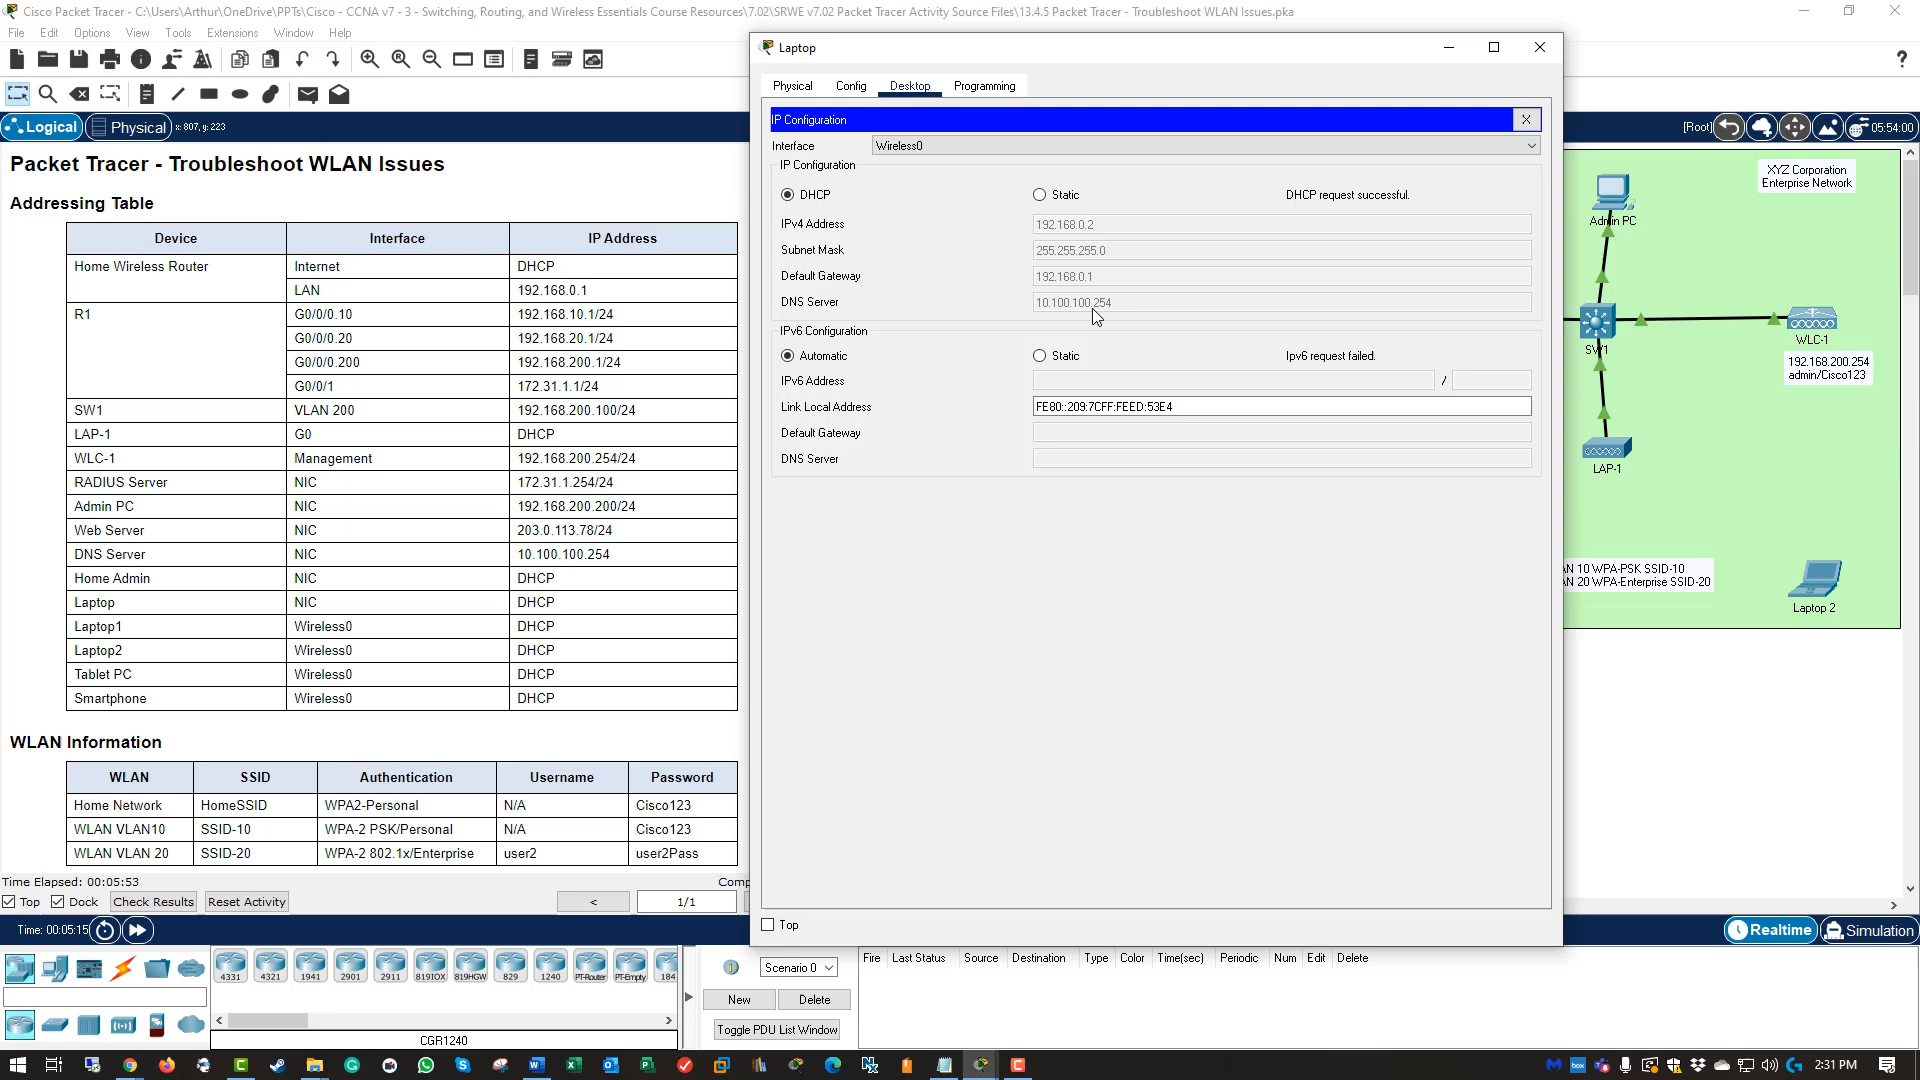 Cisco Packet Tracer - C:\Users\Arthur\OneDrive\PPTs\Cisco - CCNA v7 - 3 - Switching, Routing, and Wireless Essentials Course Resources\7.02\SRWE v7.02 Packet Tracer Activity Source Files\13.4.5 Packet Tracer - Troubleshoot WLAN Issues.pka
File Edit Options View Tools Extensions Window Help
Logical Physical x: 807, y: 223
[Root] 05:54:00
Packet Tracer - Troubleshoot WLAN Issues
Addressing Table
Device Interface IP Address
Home Wireless Router Internet DHCP
LAN 192.168.0.1
R1 G0/0/0.10 192.168.10.1/24
G0/0/0.20 192.168.20.1/24
G0/0/0.200 192.168.200.1/24
G0/0/1 172.31.1.1/24
SW1 VLAN 200 192.168.200.100/24
LAP-1 G0 DHCP
WLC-1 Management 192.168.200.254/24
RADIUS Server NIC 172.31.1.254/24
Admin PC NIC 192.168.200.200/24
Web Server NIC 203.0.113.78/24
DNS Server NIC 10.100.100.254
Home Admin NIC DHCP
Laptop NIC DHCP
Laptop1 Wireless0 DHCP
Laptop2 Wireless0 DHCP
Tablet PC Wireless0 DHCP
Smartphone Wireless0 DHCP
WLAN Information
WLAN SSID Authentication Username Password
Home Network HomeSSID WPA2-Personal N/A Cisco123
WLAN VLAN10 SSID-10 WPA-2 PSK/Personal N/A Cisco123
WLAN VLAN 20 SSID-20 WPA-2 802.1x/Enterprise user2 user2Pass
Time Elapsed: 00:05:53 Comp
Top Dock Check Results Reset Activity < 1/1
Laptop
Physical Config Desktop Programming
IP Configuration X
Interface Wireless0
IP Configuration
DHCP Static DHCP request successful.
IPv4 Address 192.168.0.2
Subnet Mask 255.255.255.0
Default Gateway 192.168.0.1
DNS Server 10.100.100.254
IPv6 Configuration
Automatic Static Ipv6 request failed.
IPv6 Address /
Link Local Address FE80::209:7CFF:FEED:53E4
Default Gateway
DNS Server
Top
XYZ Corporation
Enterprise Network
Admin PC
SW1
WLC-1
192.168.200.254
admin/Cisco123
LAP-1
AN 10 WPA-PSK SSID-10
AN 20 WPA-Enterprise SSID-20
Laptop 2
Time: 00:05:15 Realtime Simulation
4331 4321 1941 2901 2911 819IOX 819HGW 829 1240 PT-Router PT-Empty 184
CGR1240
Scenario 0
New Delete
Toggle PDU List Window
Fire Last Status Source Destination Type Color Time(sec) Periodic Num Edit Delete
2:31 PM